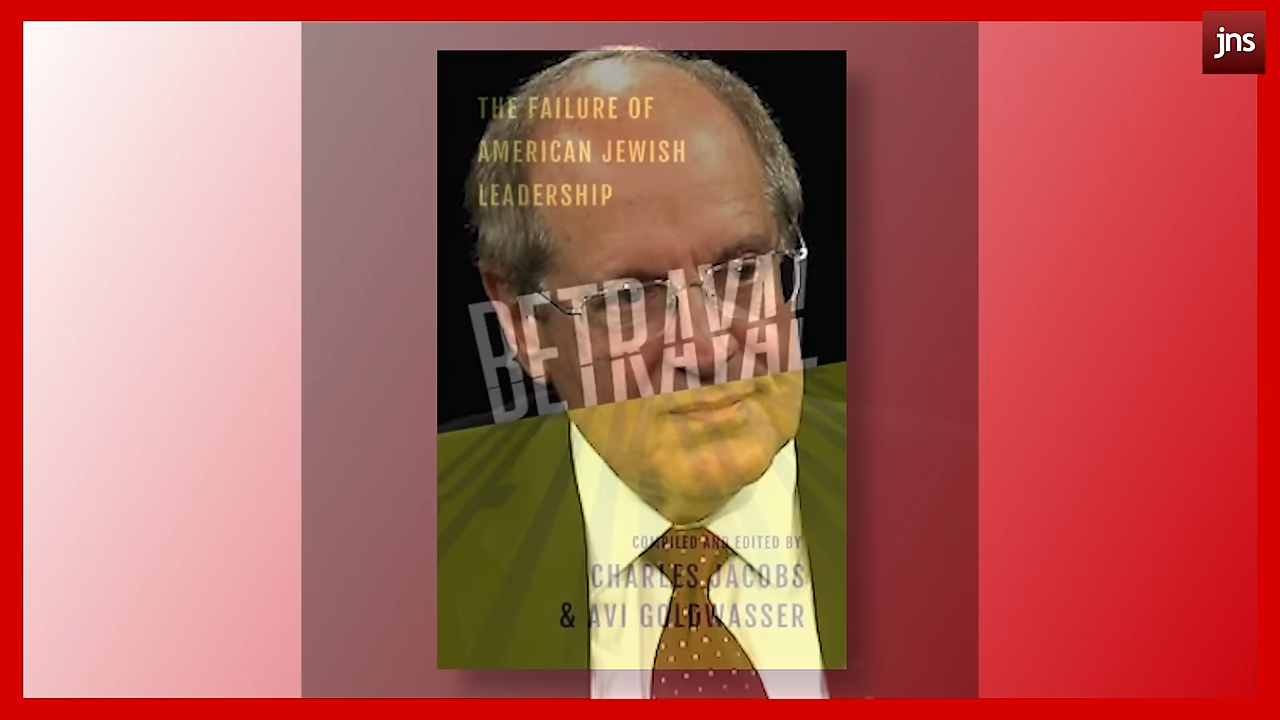 jns
THE FAILURE OF
AMERICAN JEWISH
LEADERSHIP
BETRAYAL
COMPILED AND EDITED BY
CHARLES JACOBS
& AVI GOLDWASSER